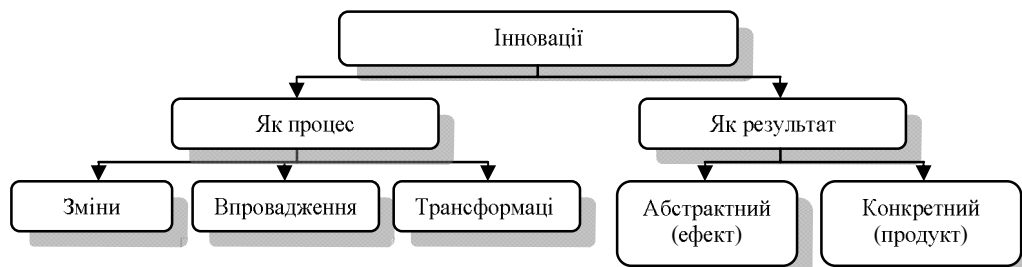 Інновації
Як процес
Як результат
Зміни
Впровадження
Трансформаці
Абстрактний
(ефект)
Конкретний
(продукт)